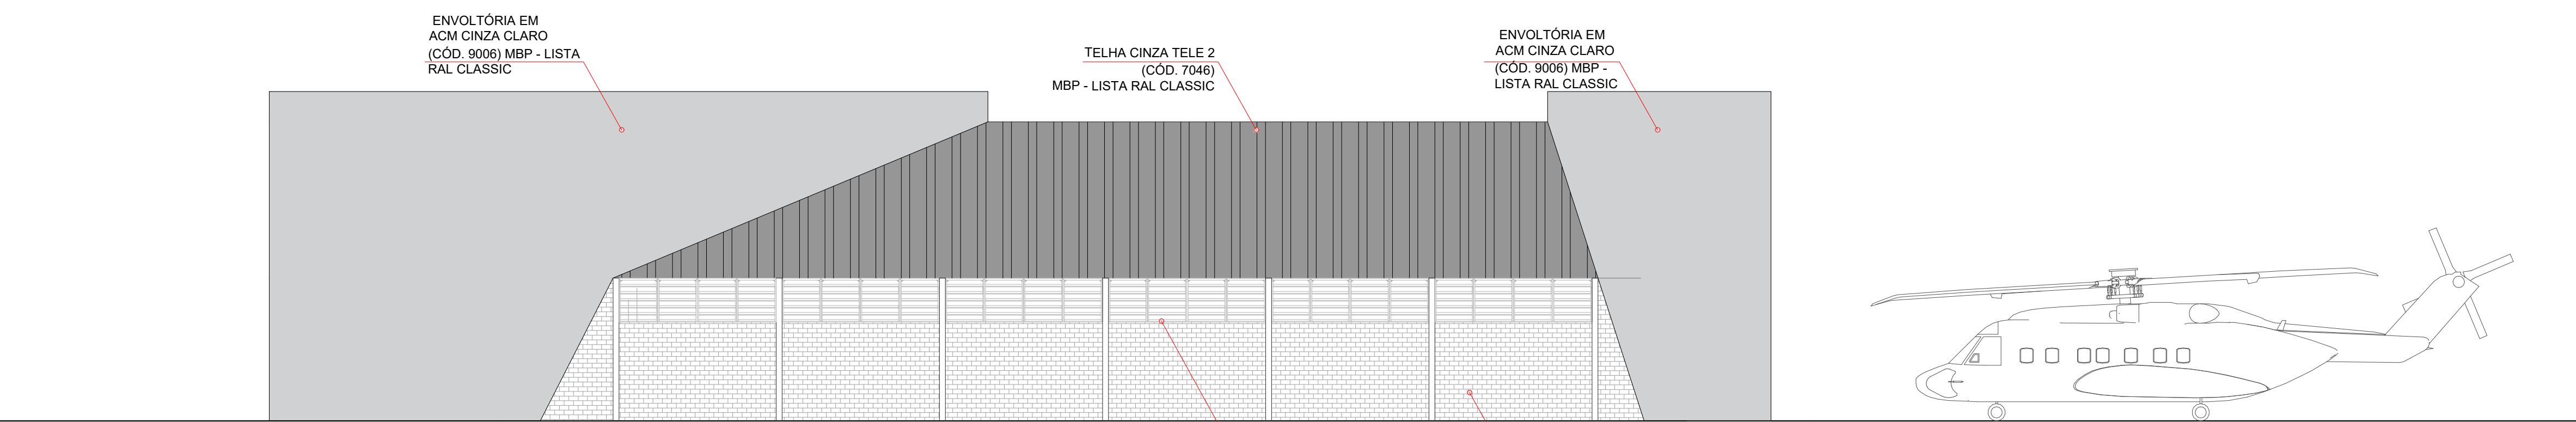 ENVOLTÓRIA EM
ACM CINZA CLARO
(CÓD. 9006) MBP - LISTA
RAL CLASSIC
TELHA CINZA TELE 2
(CÓD. 7046)
MBP - LISTA RAL CLASSIC
ENVOLTÓRIA EM
ACM CINZA CLARO
(CÓD. 9006) MBP -
LISTA RAL CLASSIC